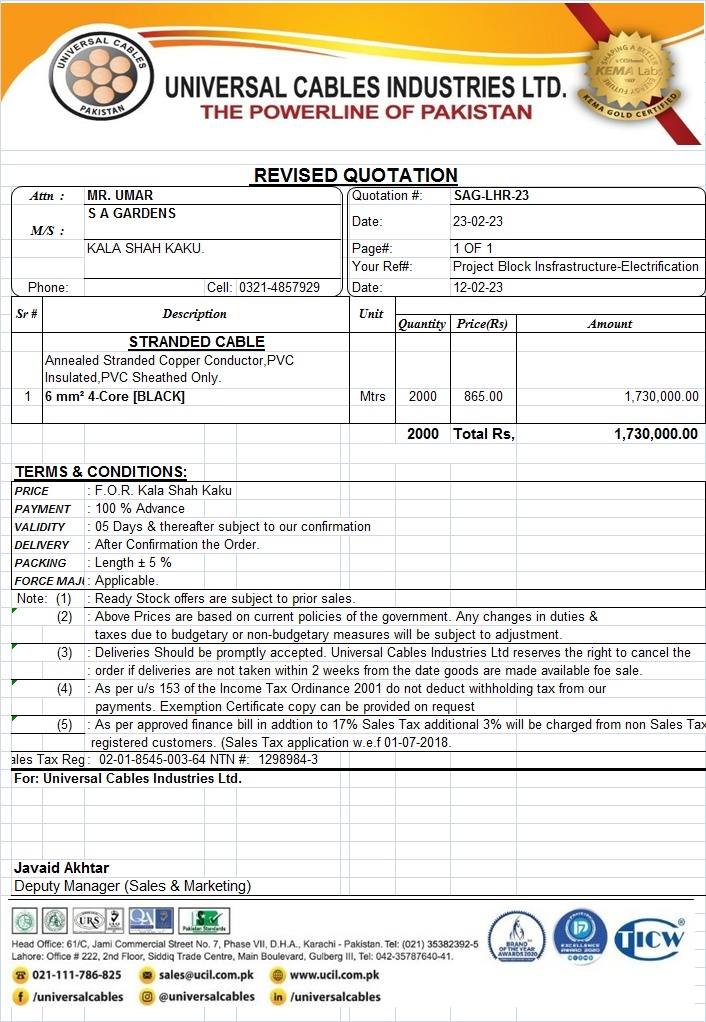 UNIVERSAL CABLES
PAKISTAN
UNIVERSAL CABLES INDUSTRIES LTD.
THE POWERLINE OF PAKISTAN
SHAPING A BETTER
KEMA Labs
ENERGY FUTURE
KEMA GOLD CERTIFIED
REVISED QUOTATION
Attn : MR. UMAR
M/S : S A GARDENS
KALA SHAH KAKU.
Phone: Cell: 0321-4857929
Quotation #: SAG-LHR-23
Date: 23-02-23
Page#: 1 OF 1
Your Ref#: Project Block Insfrastructure-Electrification
Date: 12-02-23
Sr # Description Unit Quantity Price(Rs) Amount
STRANDED CABLE
Annealed Stranded Copper Conductor,PVC
Insulated,PVC Sheathed Only.
1 6 mm² 4-Core [BLACK] Mtrs 2000 865.00 1,730,000.00
2000 Total Rs, 1,730,000.00
TERMS & CONDITIONS:
PRICE : F.O.R. Kala Shah Kaku
PAYMENT : 100 % Advance
VALIDITY : 05 Days & thereafter subject to our confirmation
DELIVERY : After Confirmation the Order.
PACKING : Length ± 5 %
FORCE MAJ : Applicable.
Note: (1) : Ready Stock offers are subject to prior sales.
(2) : Above Prices are based on current policies of the government. Any changes in duties &
taxes due to budgetary or non-budgetary measures will be subject to adjustment.
(3) : Deliveries Should be promptly accepted. Universal Cables Industries Ltd reserves the right to cancel the
order if deliveries are not taken within 2 weeks from the date goods are made available foe sale.
(4) : As per u/s 153 of the Income Tax Ordinance 2001 do not deduct withholding tax from our
payments. Exemption Certificate copy can be provided on request
(5) : As per approved finance bill in addtion to 17% Sales Tax additional 3% will be charged from non Sales Tax
registered customers. (Sales Tax application w.e.f 01-07-2018.
ales Tax Reg : 02-01-8545-003-64 NTN #: 1298984-3
For: Universal Cables Industries Ltd.
Javaid Akhtar
Deputy Manager (Sales & Marketing)
URS
QA
Pakistan Standards
Head Office: 61/C, Jami Commercial Street No. 7, Phase VII, D.H.A., Karachi - Pakistan. Tel: (021) 35382392-5
Lahore: Office # 222, 2nd Floor, Siddiq Trade Centre, Main Boulevard, Gulberg III, Tel: 042-35787640-41.
021-111-786-825 sales@ucil.com.pk www.ucil.com.pk
/universalcables @universalcables /universalcables
BRAND OF THE YEAR AWARDS 2020
EXCELLENCE AWARD 2020
TICW